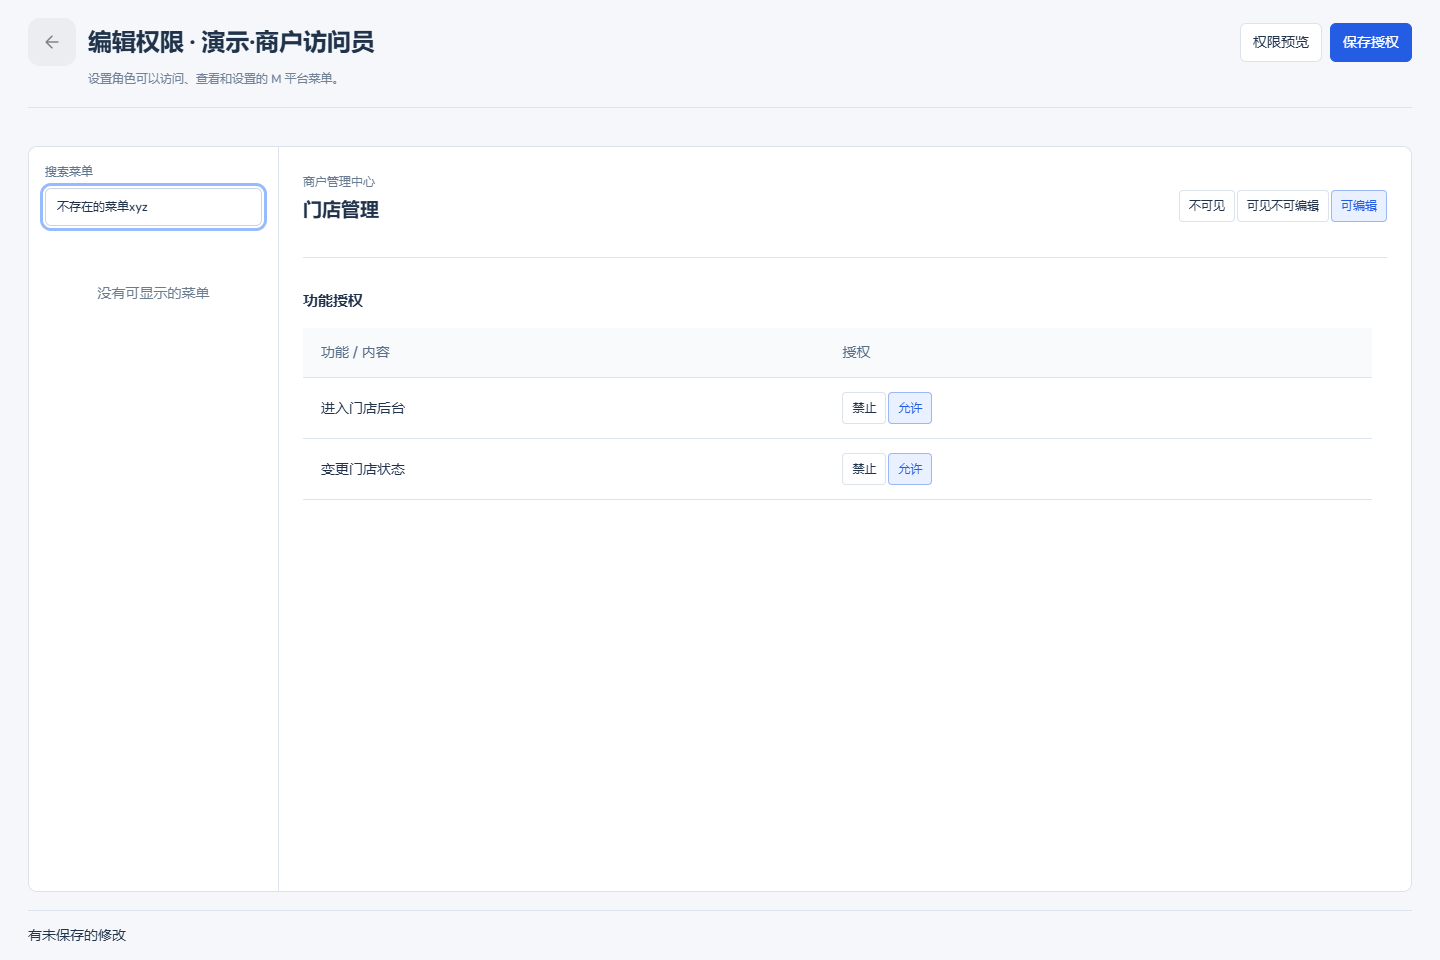 编辑权限 · 演示·商户访问员
设置角色可以访问、查看和设置的 M 平台菜单。
权限预览
保存授权
搜索菜单
不存在的菜单xyz
没有可显示的菜单
商户管理中心
门店管理
不可见
可见不可编辑
可编辑
功能授权
功能 / 内容
授权
进入门店后台
禁止
允许
变更门店状态
禁止
允许
有未保存的修改